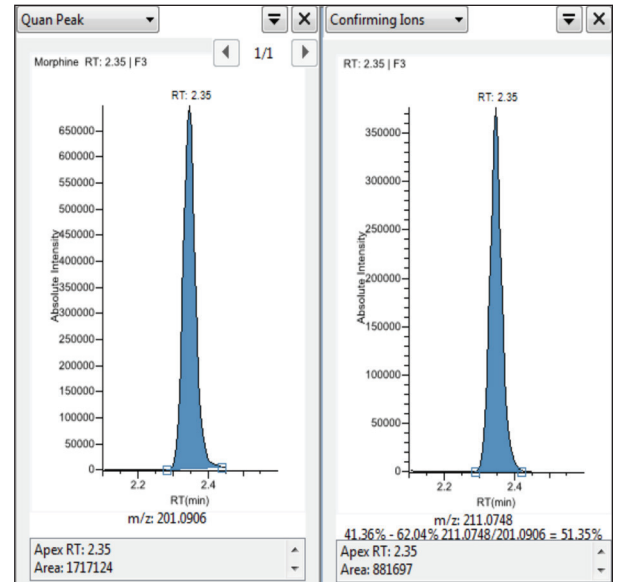 Quan Peak
Morphine RT: 2.35 | F3
1/1
RT: 2.35
650000
600000
550000
500000
450000
400000
350000
300000
250000
200000
150000
100000
50000
0
Absolute Intensity
2.2 2.4
RT(min)
m/z: 201.0906
Apex RT: 2.35
Area: 1717124
Confirming Ions
RT: 2.35 | F3
RT: 2.35
350000
300000
250000
200000
150000
100000
50000
0
Absolute Intensity
2.2 2.4
RT(min)
m/z: 211.0748
41.36% - 62.04% 211.0748/201.0906 = 51.35%
Apex RT: 2.35
Area: 881697